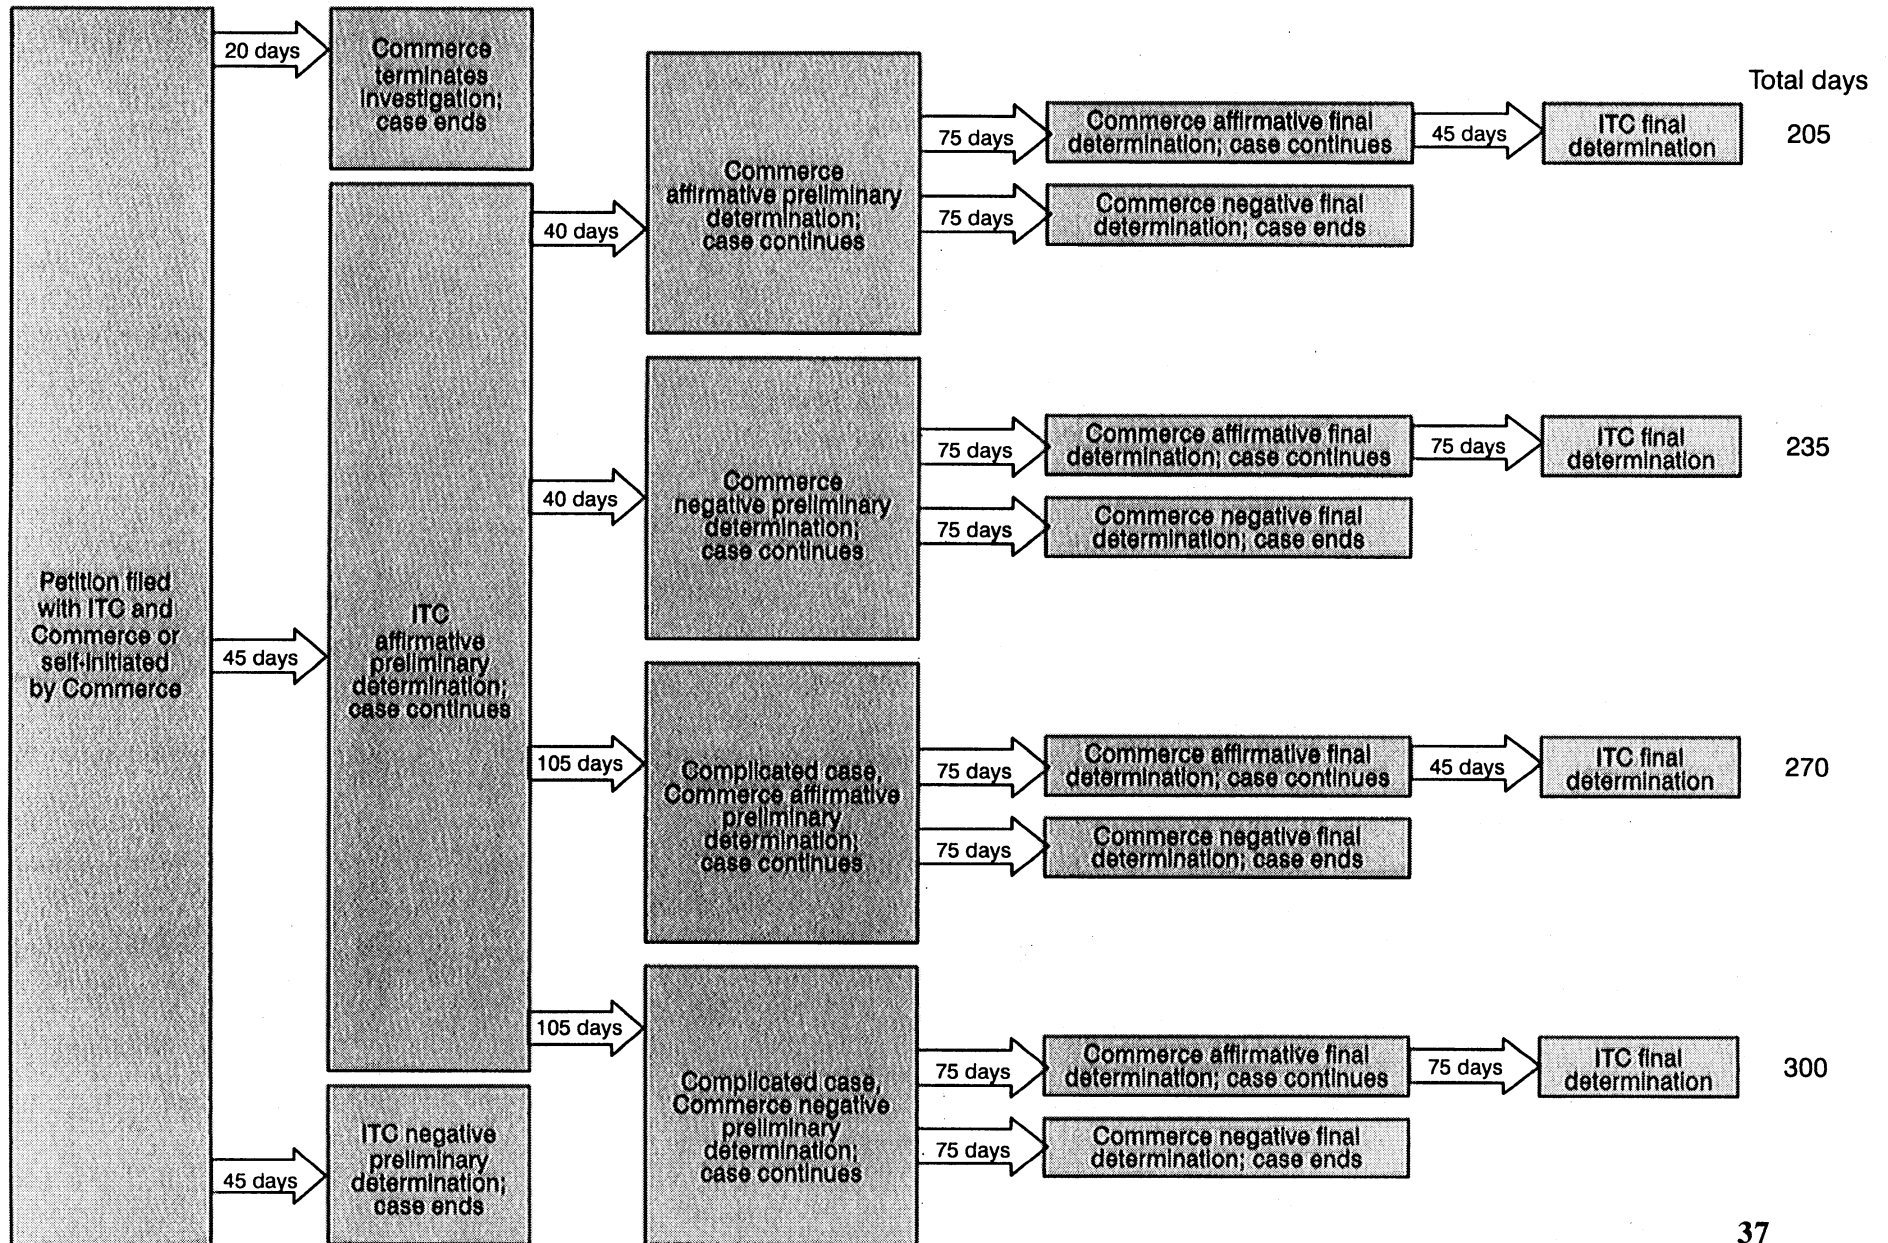 20 days
Commerce
terminates
investigation;
case ends
Petition filed
with ITC and
Commerce or
self-initiated
by Commerce
45 days
ITC
affirmative
preliminary
determination;
case continues
45 days
ITC negative
preliminary
determination;
case ends
40 days
Commerce
affirmative preliminary
determination;
case continues
75 days
Commerce affirmative final
determination; case continues
45 days
ITC final
determination
Total days
205
75 days
Commerce negative final
determination; case ends
40 days
Commerce
negative preliminary
determination;
case continues
75 days
Commerce affirmative final
determination; case continues
75 days
ITC final
determination
235
75 days
Commerce negative final
determination; case ends
105 days
Complicated case,
Commerce affirmative
preliminary
determination;
case continues
75 days
Commerce affirmative final
determination; case continues
45 days
ITC final
determination
270
75 days
Commerce negative final
determination; case ends
105 days
Complicated case,
Commerce negative
preliminary
determination;
case continues
75 days
Commerce affirmative final
determination; case continues
75 days
ITC final
determination
300
75 days
Commerce negative final
determination; case ends
37